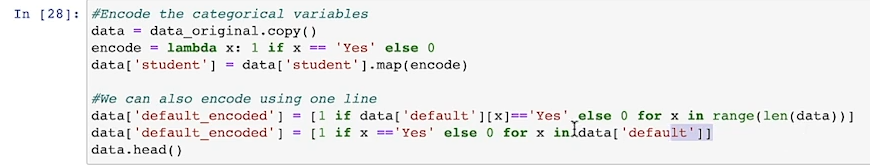 In [28]: #Encode the categorical variables
data = data_original.copy()
encode = lambda x: 1 if x == 'Yes' else 0
data['student'] = data['student'].map(encode)
#We can also encode using one line
data['default_encoded'] = [1 if data['default'][x]=='Yes' else 0 for x in range(len(data))]
data['default_encoded'] = [1 if x =='Yes' else 0 for x in data['default']]
data.head()